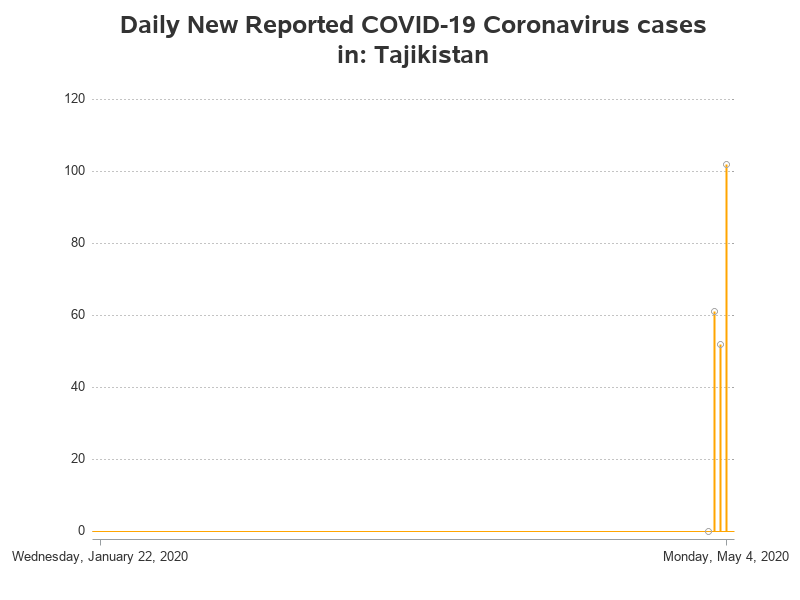 Daily New Reported COVID-19 Coronavirus cases
in: Tajikistan
120
100
80
60
40
20
0
Wednesday, January 22, 2020
Monday, May 4, 2020